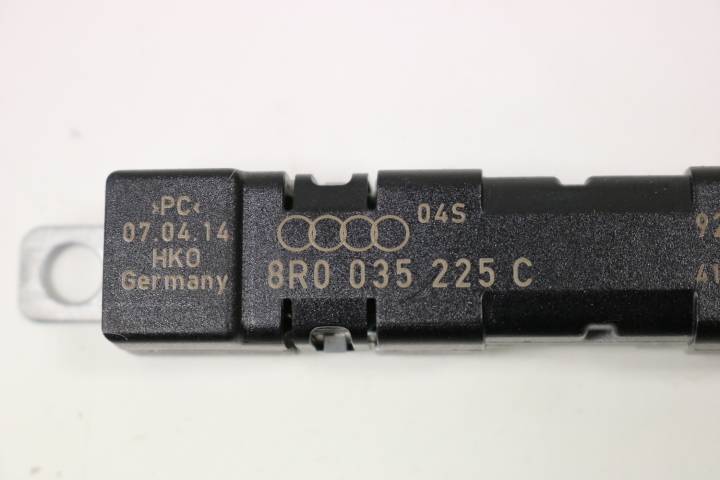 >PC<
07.04.14
HKO
Germany
04S
8R0 035 225 C